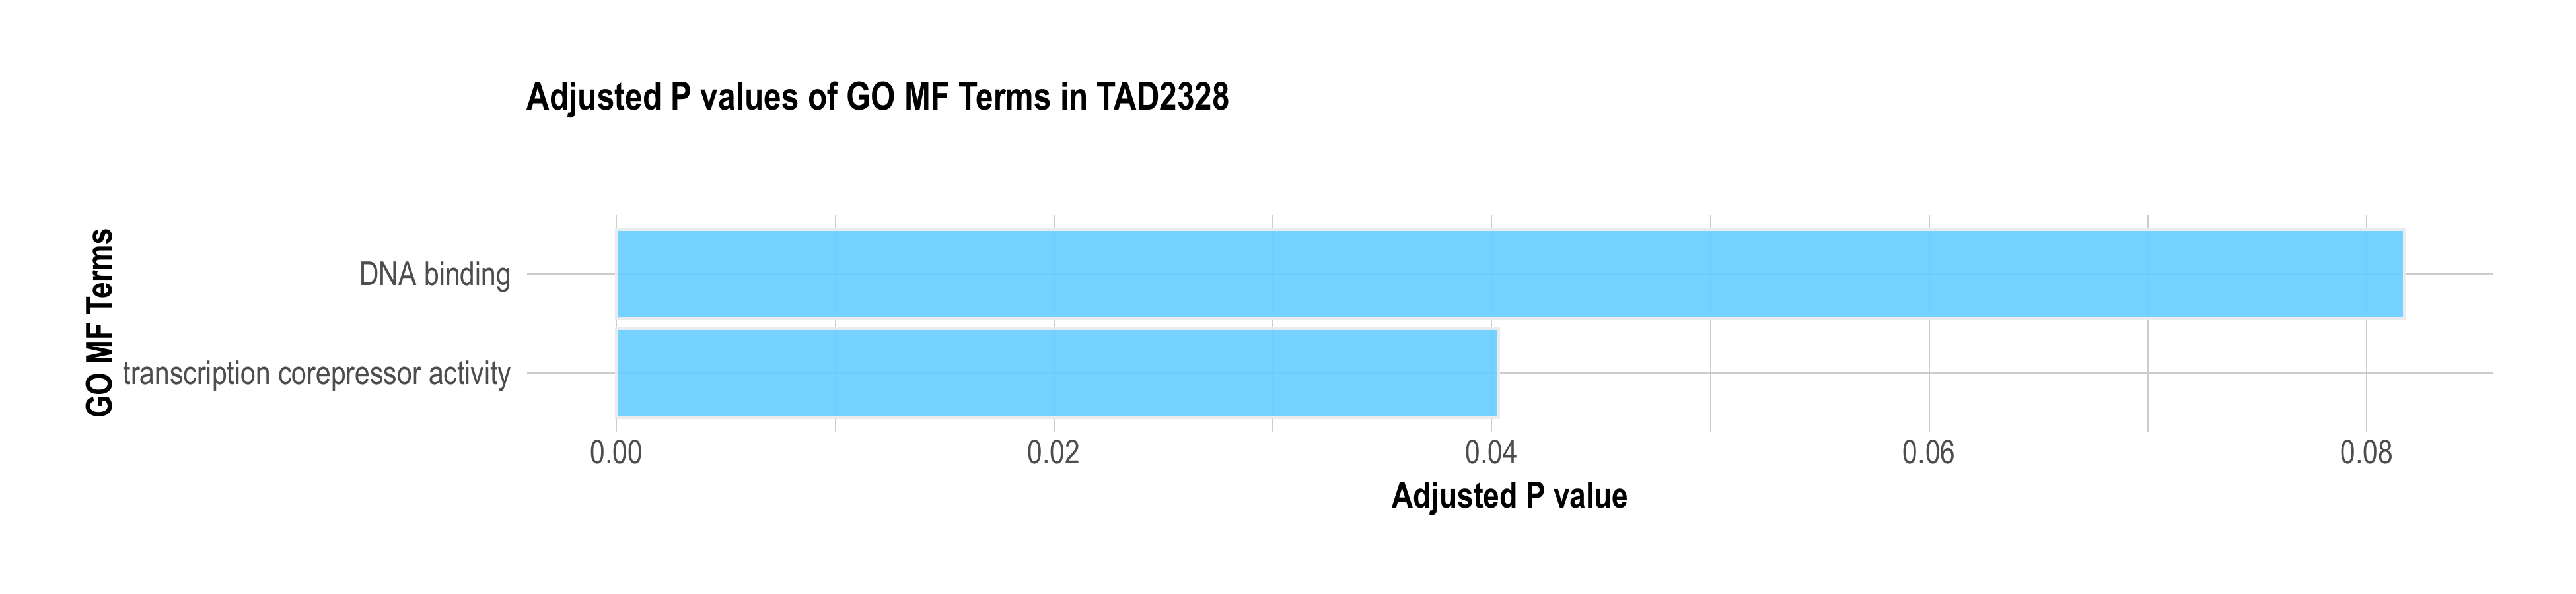 Adjusted P values of GO MF Terms in TAD2328
GO MF Terms
DNA binding
transcription corepressor activity
0.00 0.02 0.04 0.06 0.08
Adjusted P value